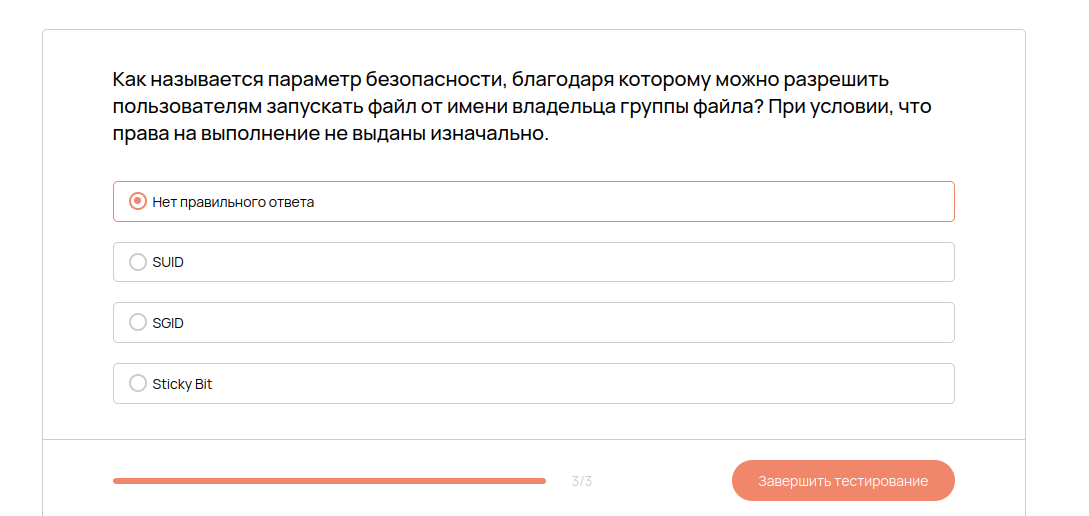 Как называется параметр безопасности, благодаря которому можно разрешить
пользователям запускать файл от имени владельца группы файла? При условии, что
права на выполнение не выданы изначально.
Нет правильного ответа
SUID
SGID
Sticky Bit
3/3
Завершить тестирование